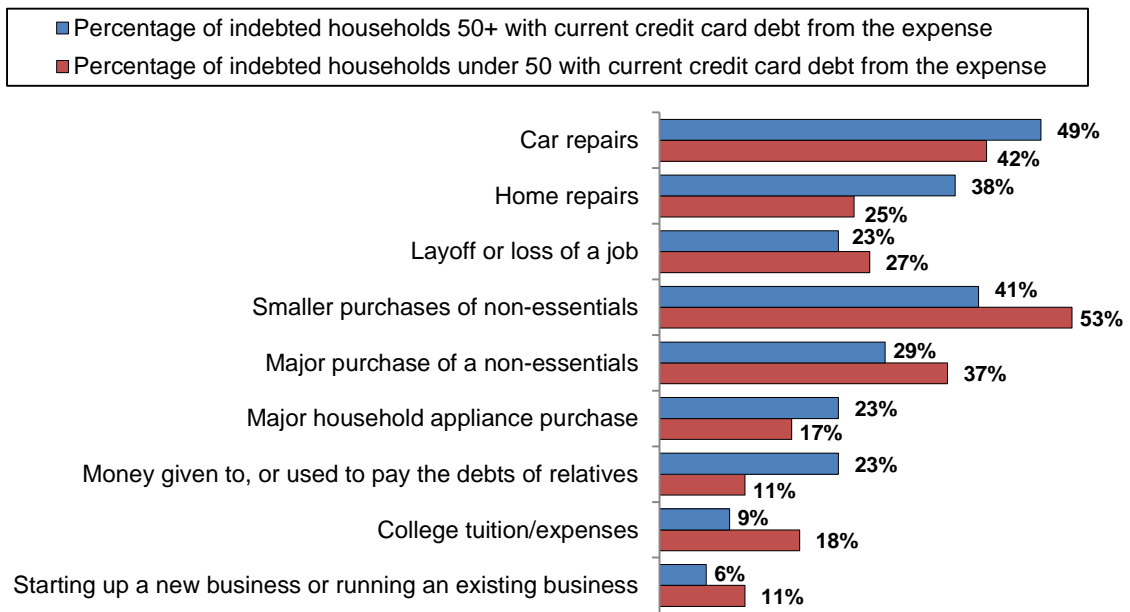 Percentage of indebted households 50+ with current credit card debt from the expense
Percentage of indebted households under 50 with current credit card debt from the expense
Car repairs
49%
42%
Home repairs
38%
25%
Layoff or loss of a job
23%
27%
Smaller purchases of non-essentials
41%
53%
Major purchase of a non-essentials
29%
37%
Major household appliance purchase
23%
17%
Money given to, or used to pay the debts of relatives
23%
11%
College tuition/expenses
9%
18%
Starting up a new business or running an existing business
6%
11%